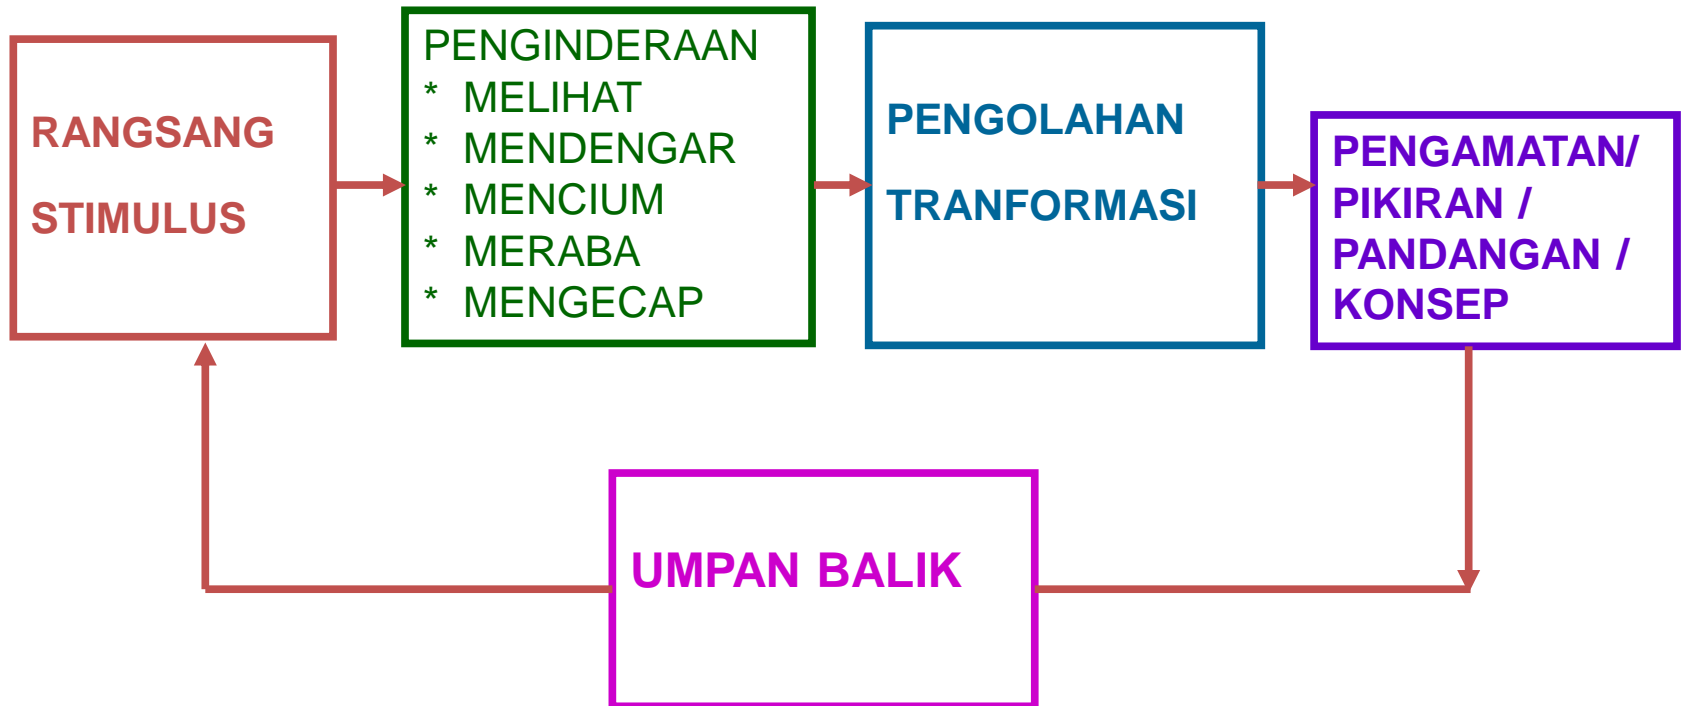 RANGSANG
STIMULUS
PENGINDERAAN
* MELIHAT
* MENDENGAR
* MENCIUM
* MERABA
* MENGECAP
PENGOLAHAN
TRANFORMASI
PENGAMATAN/
PIKIRAN /
PANDANGAN /
KONSEP
UMPAN BALIK